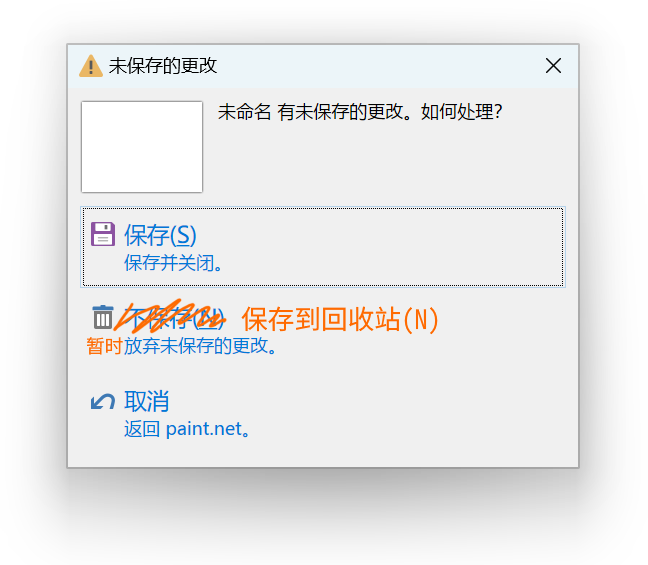 未保存的更改
未命名 有未保存的更改。如何处理?
保存(S)
保存并关闭。
不保存(N) 保存到回收站(N)
暂时放弃未保存的更改。
取消
返回 paint.net。